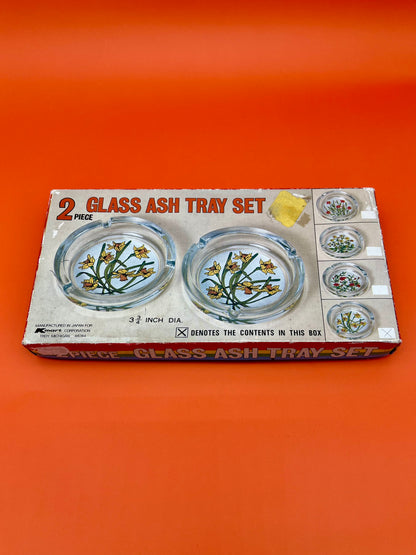 2 PIECE GLASS ASH TRAY SET
3 3/4 INCH DIA.
MANUFACTURED IN JAPAN FOR
Kmart CORPORATION
TROY, MICHIGAN 48084
☒ DENOTES THE CONTENTS IN THIS BOX
PIECE GLASS ASH TRAY SET